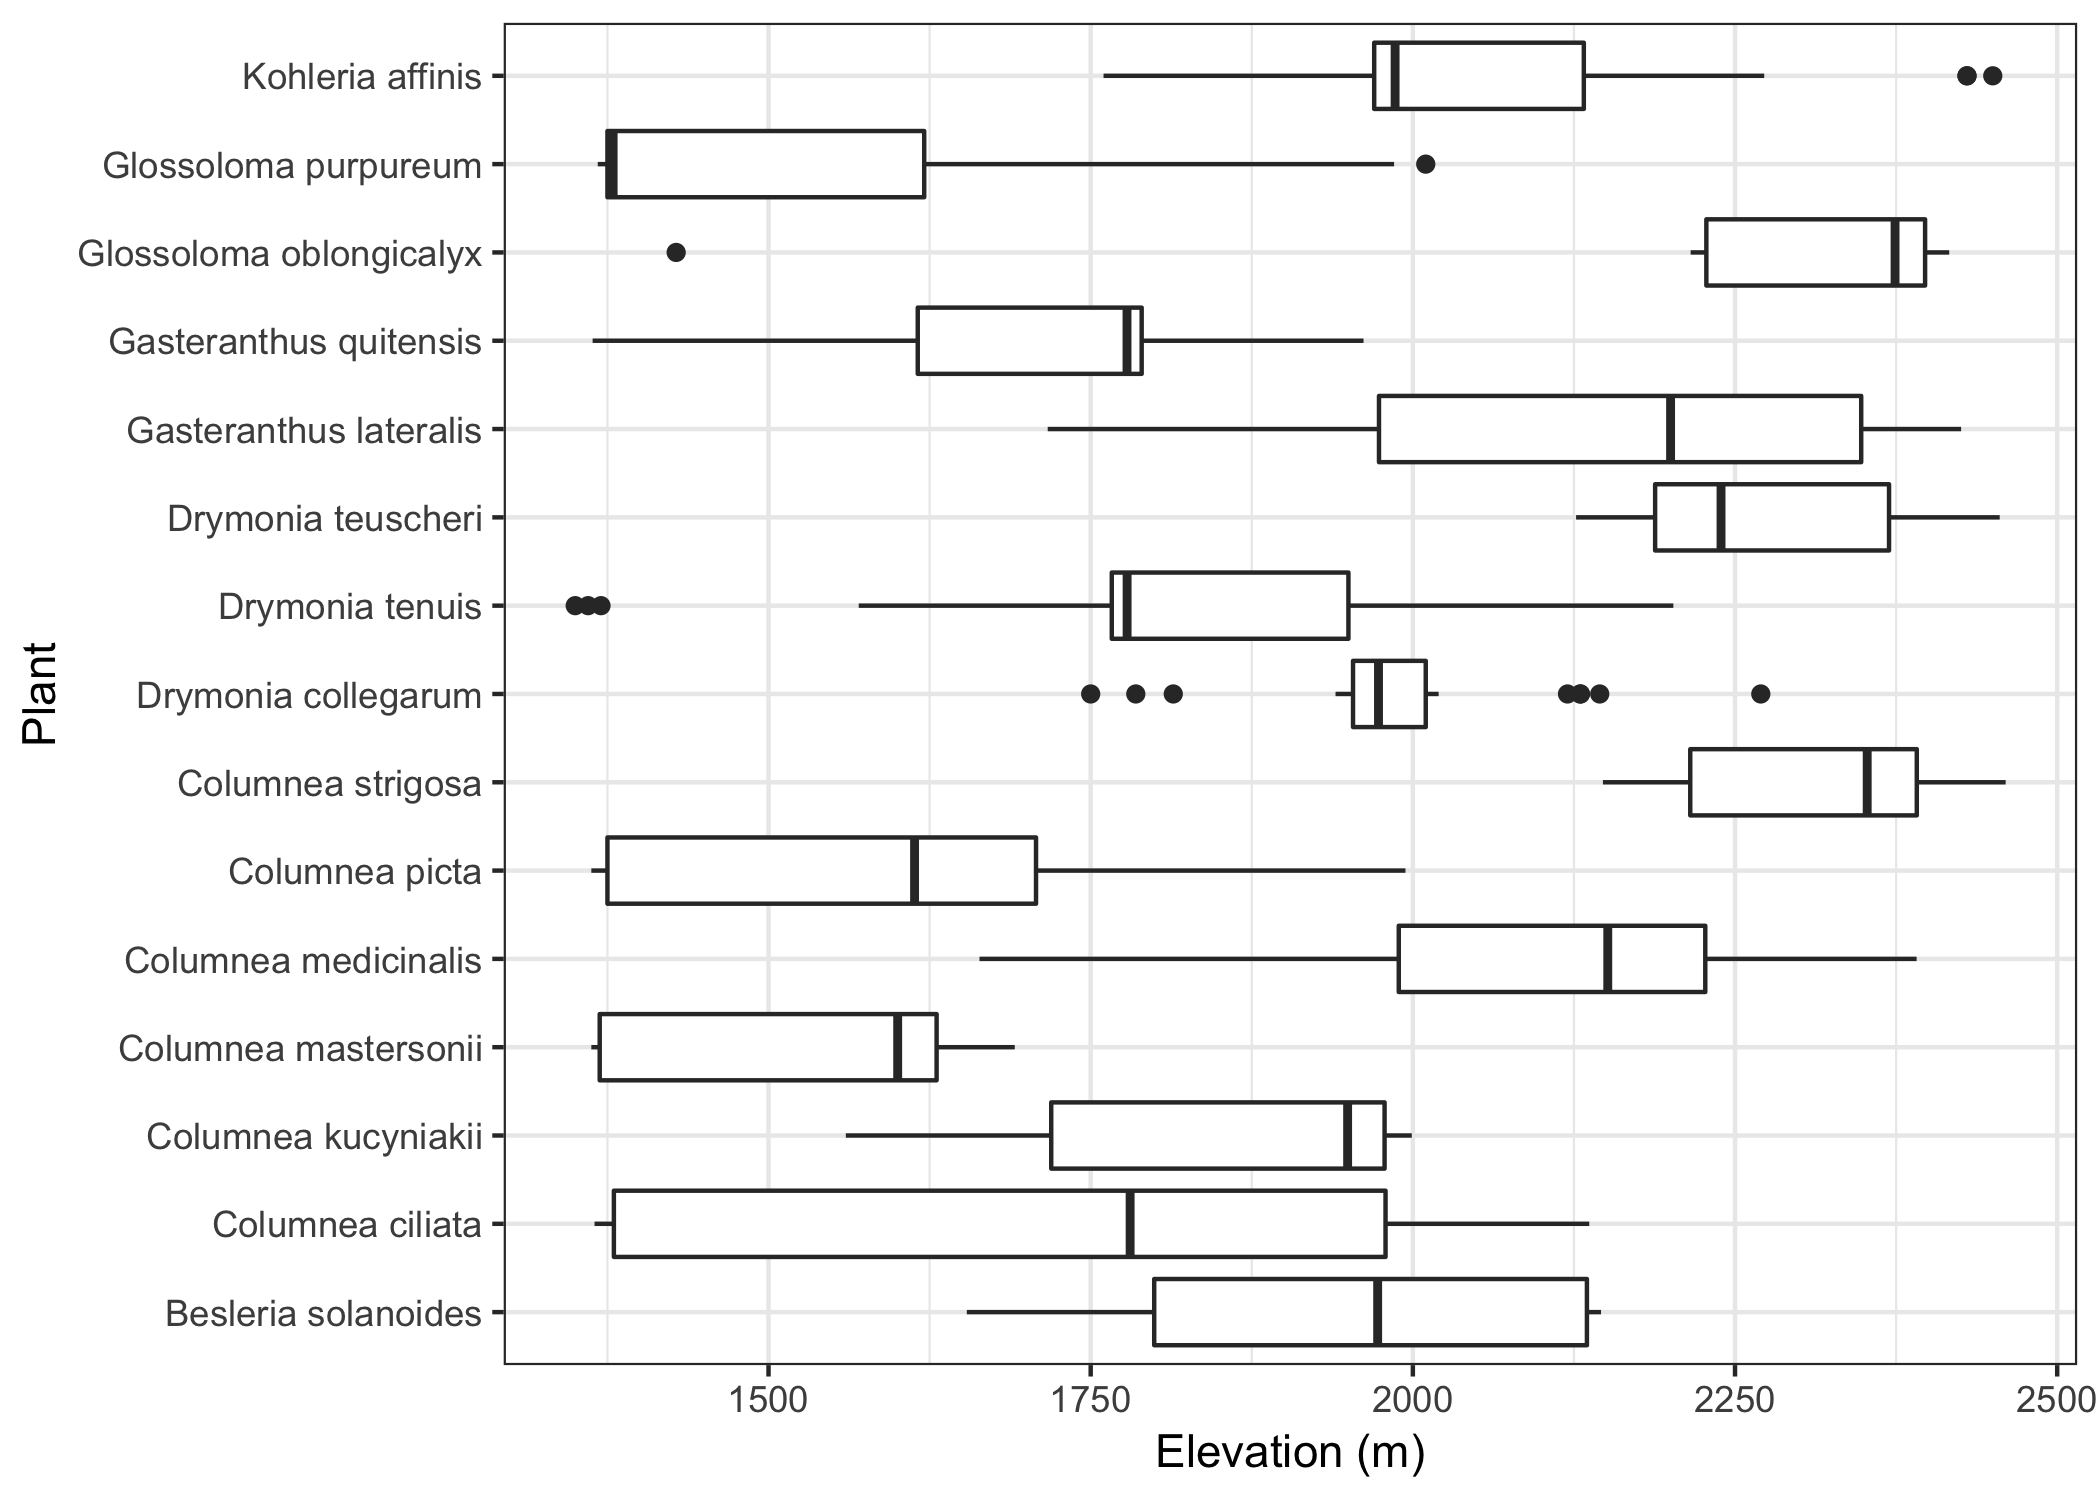 Kohleria affinis
Glossoloma purpureum
Glossoloma oblongicalyx
Gasteranthus quitensis
Gasteranthus lateralis
Drymonia teuscheri
Drymonia tenuis
Drymonia collegarum
Columnea strigosa
Columnea picta
Columnea medicinalis
Columnea mastersonii
Columnea kucyniakii
Columnea ciliata
Besleria solanoides
Plant
1500 1750 2000 2250 2500
Elevation (m)